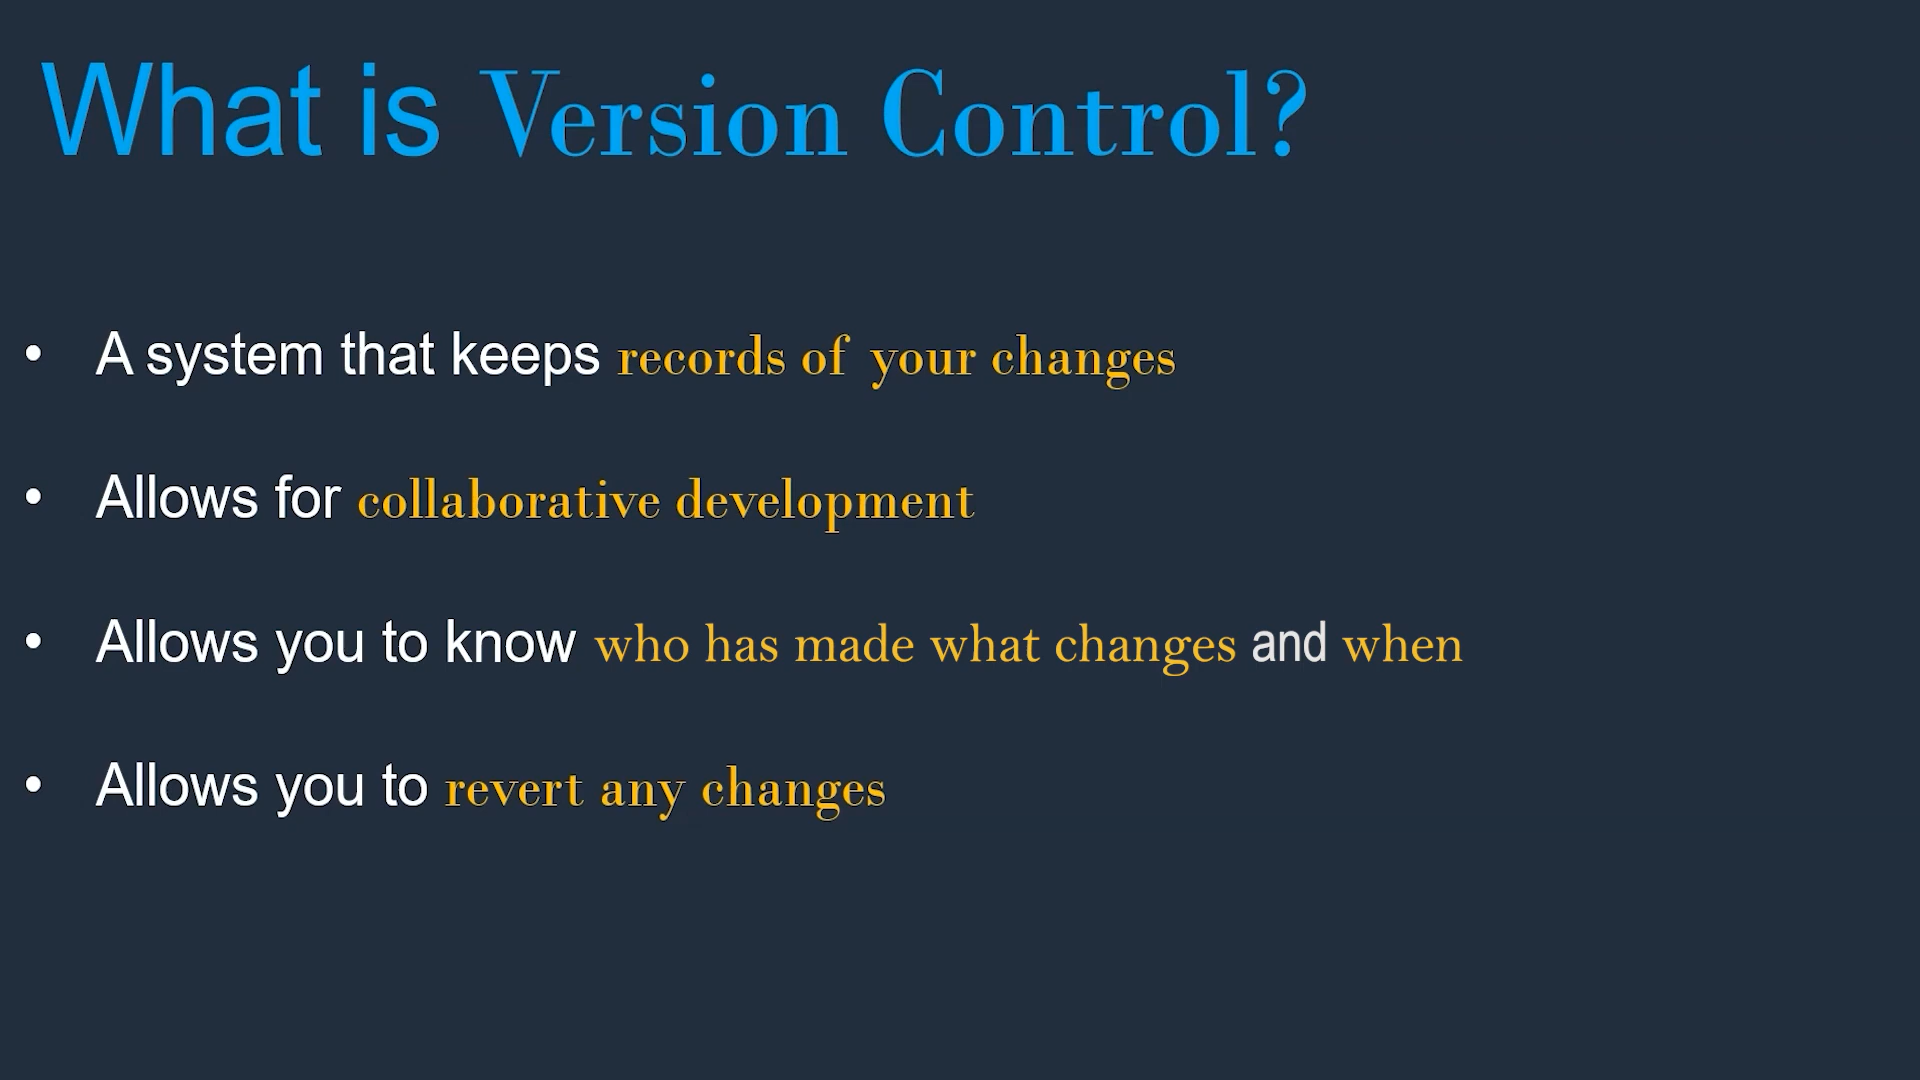 What is Version Control?
• A system that keeps records of your changes
• Allows for collaborative development
• Allows you to know who has made what changes and when
• Allows you to revert any changes